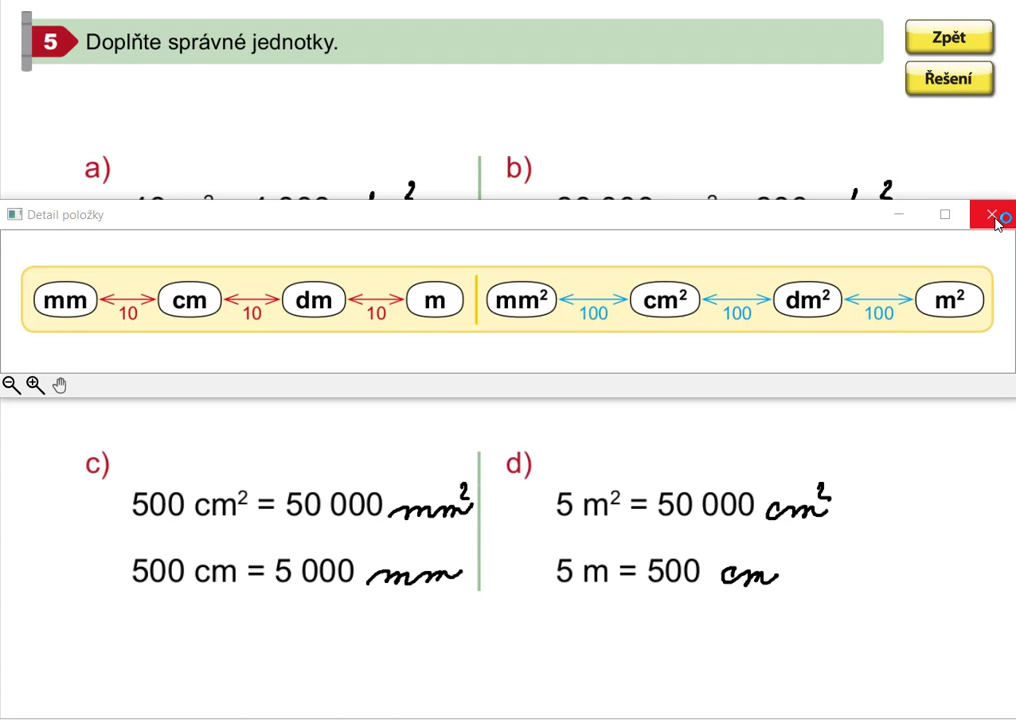 5 Doplňte správné jednotky.
Zpět
Řešení
a)
b)
Detail položky
mm 10 cm 10 dm 10 m mm² 100 cm² 100 dm² 100 m²
c)
d)
500 cm² = 50 000 mm²
5 m² = 50 000 cm²
500 cm = 5 000 mm
5 m = 500 cm